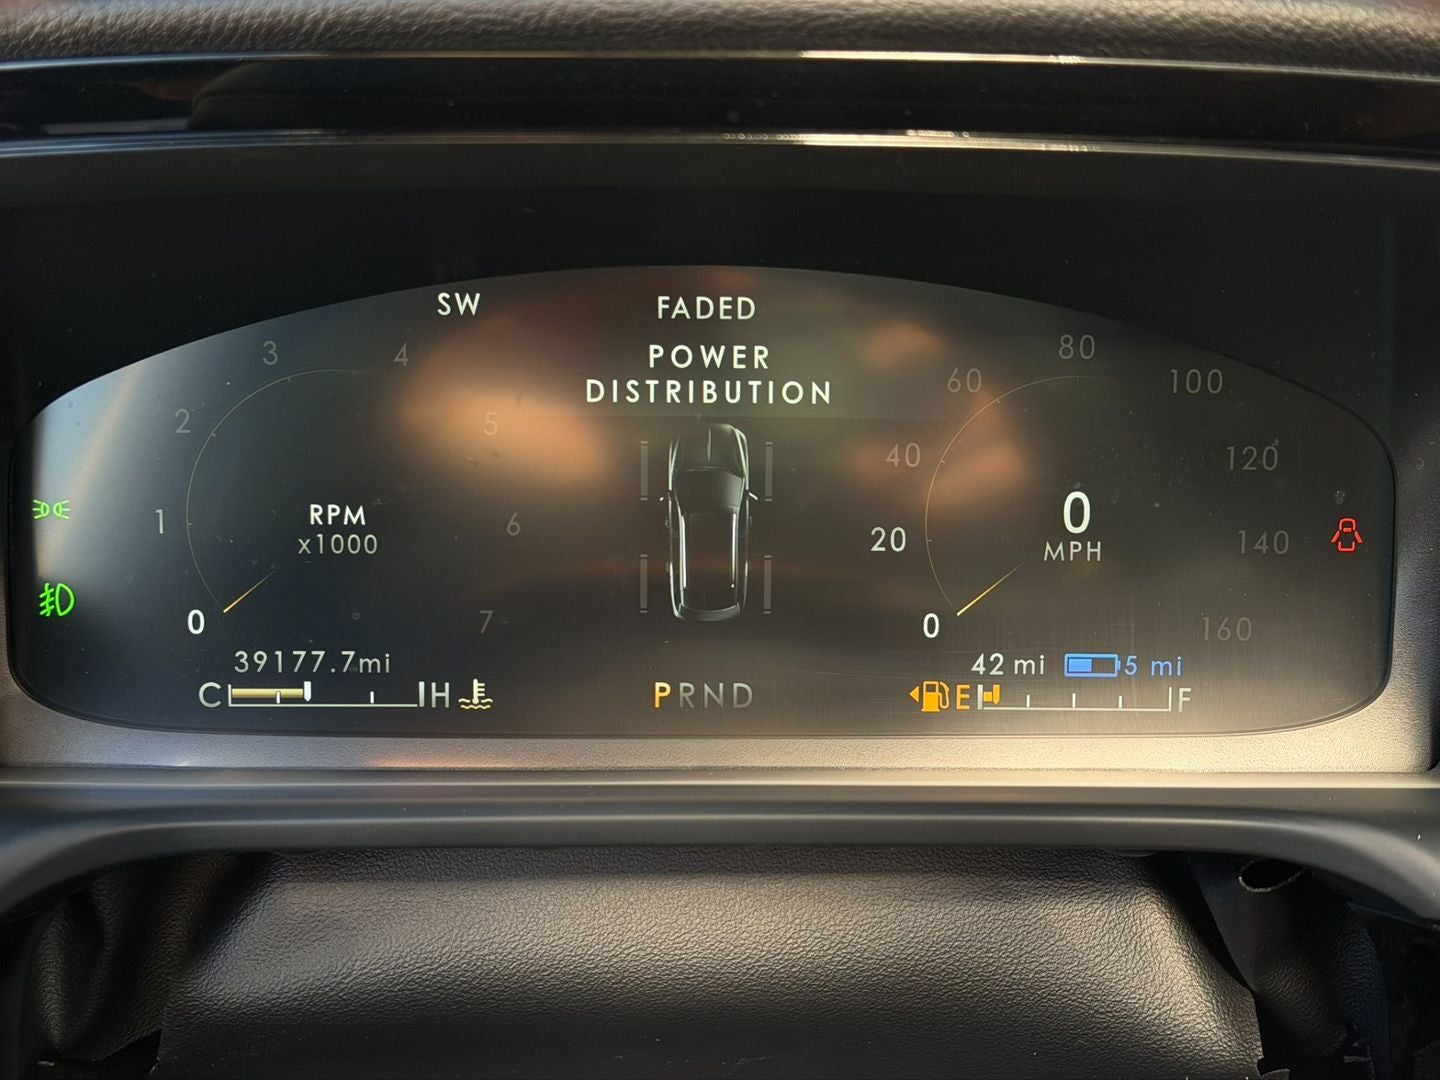 SW
FADED
POWER
DISTRIBUTION
0 1 2 3 4 5 6 7
RPM
x1000
0 20 40 60 80 100 120 140 160
0
MPH
39177.7mi
42 mi
5 mi
C H
PRND
E F